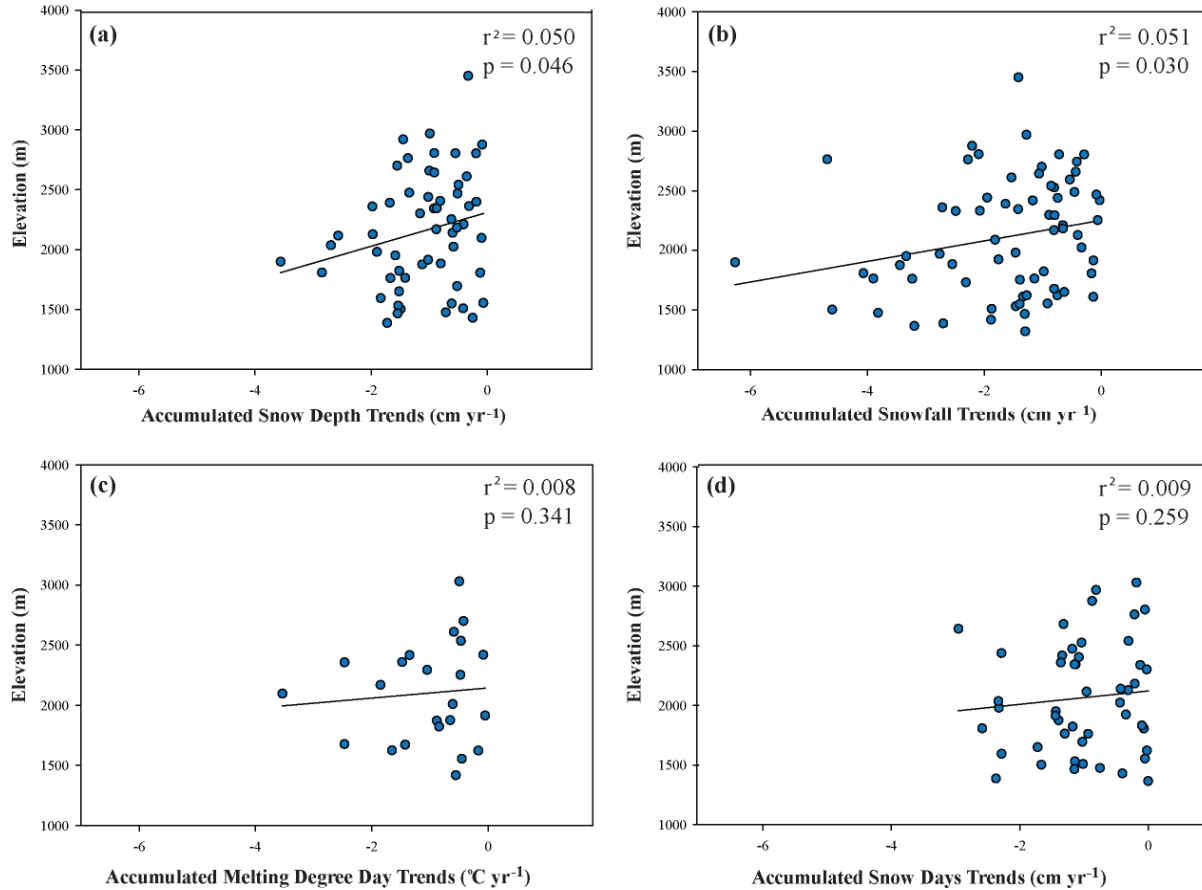 (a)
r² = 0.050
p = 0.046
4000
3500
3000
2500
2000
1500
1000
Elevation (m)
-6
-4
-2
0
Accumulated Snow Depth Trends (cm yr⁻¹)
(b)
r² = 0.051
p = 0.030
4000
3500
3000
2500
2000
1500
1000
Elevation (m)
-6
-4
-2
0
Accumulated Snowfall Trends (cm yr⁻¹)
(c)
r² = 0.008
p = 0.341
4000
3500
3000
2500
2000
1500
1000
Elevation (m)
-6
-4
-2
0
Accumulated Melting Degree Day Trends (°C yr⁻¹)
(d)
r² = 0.009
p = 0.259
4000
3500
3000
2500
2000
1500
1000
Elevation (m)
-6
-4
-2
0
Accumulated Snow Days Trends (cm yr⁻¹)